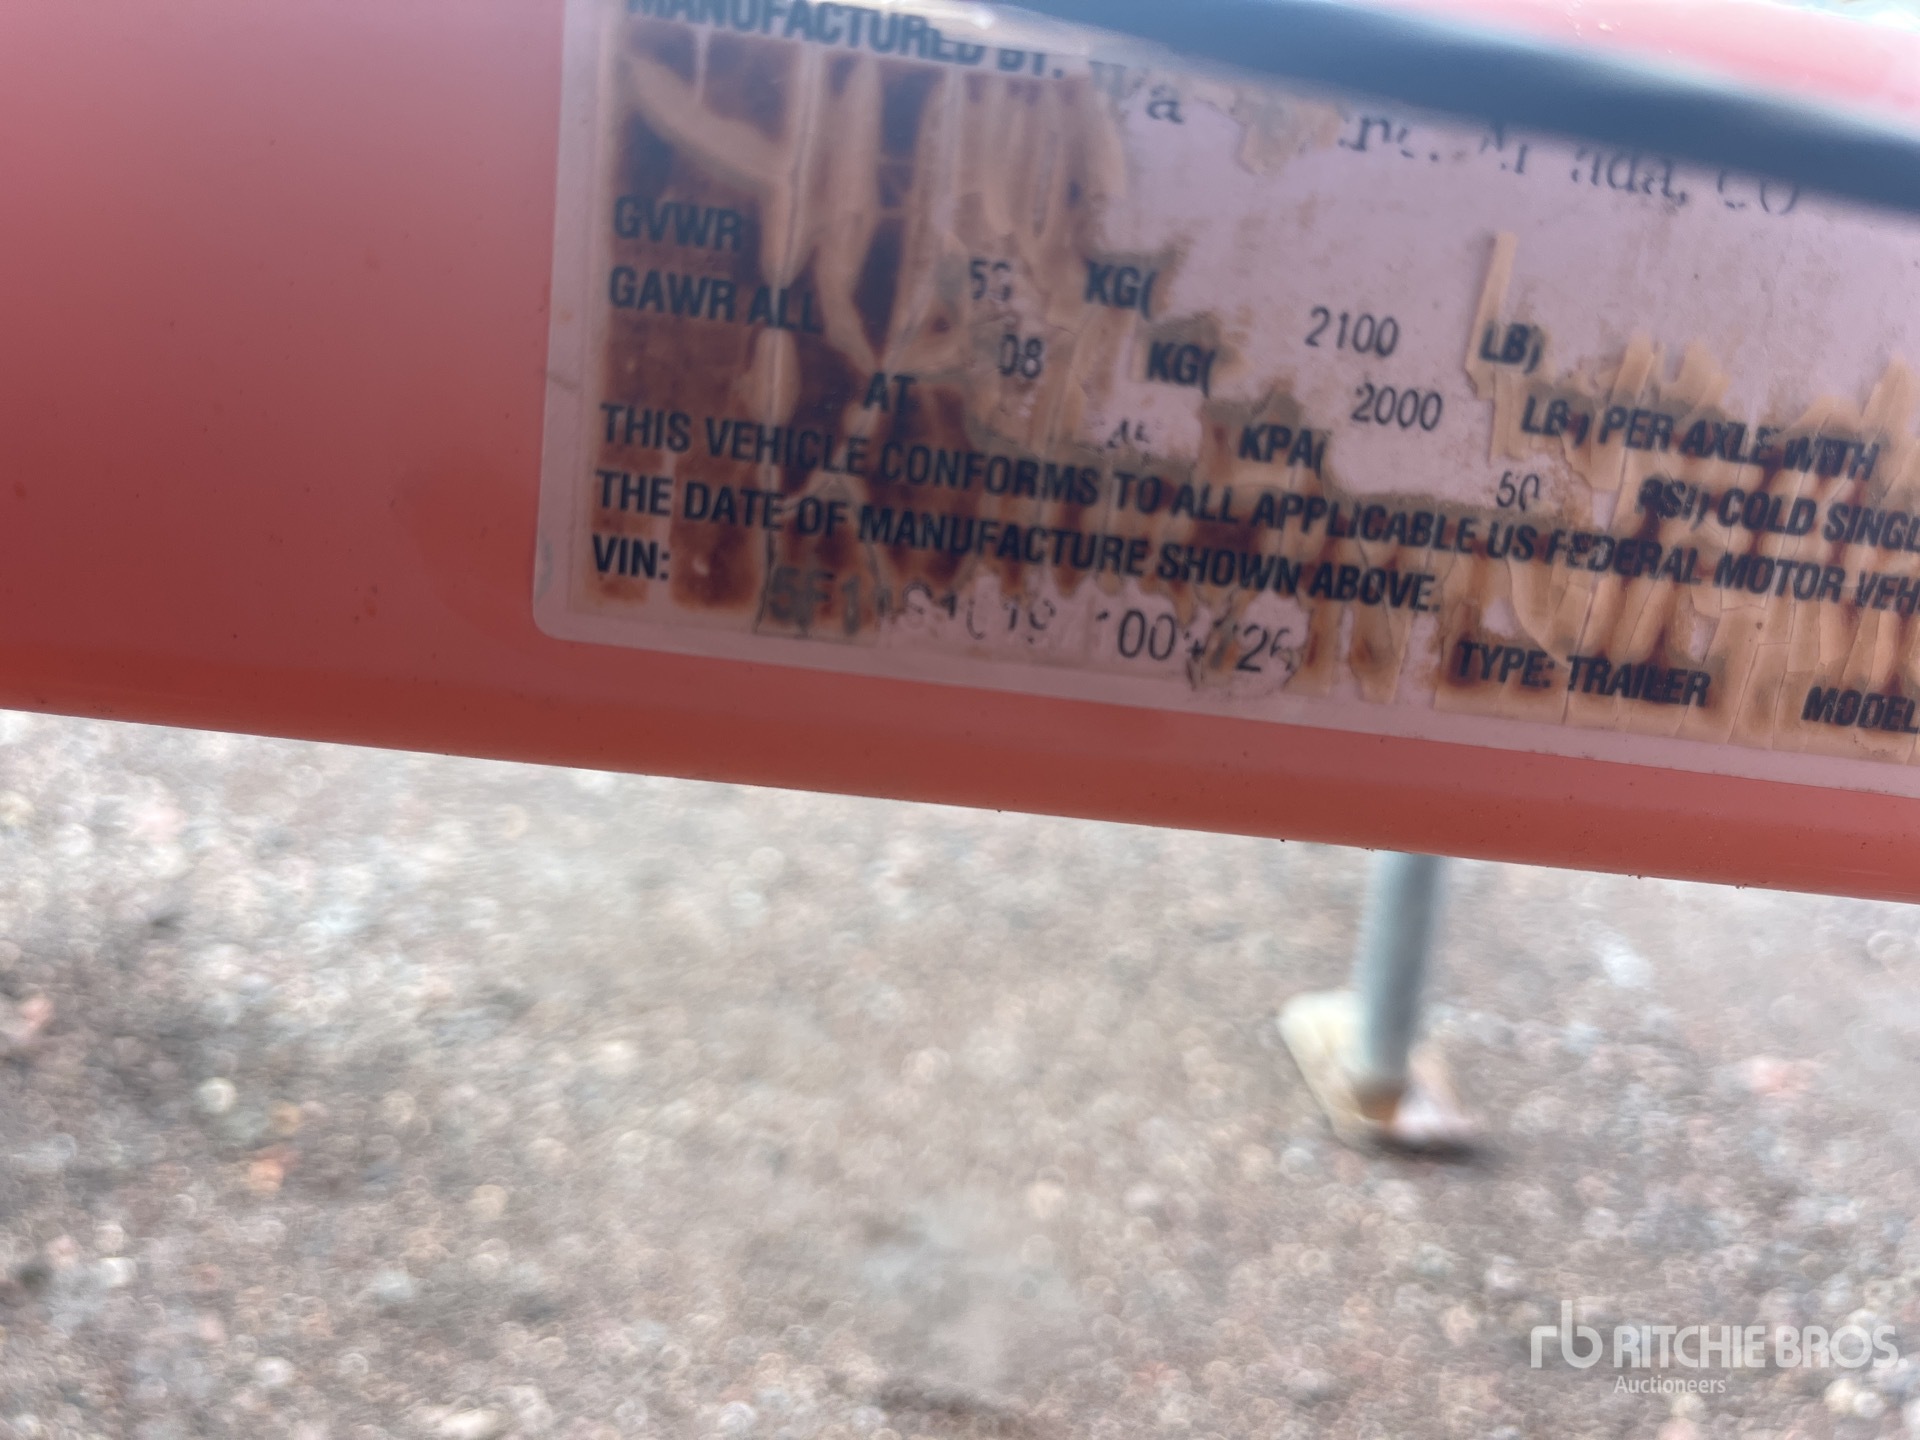 MANUFACTURED BY:
GVWR KG( 2100 LB)
GAWR ALL 08 KG( 2000 LB) PER AXLE WITH
AT KPA( 50 PSI) COLD SINGL
THIS VEHICLE CONFORMS TO ALL APPLICABLE US FEDERAL MOTOR VEH
THE DATE OF MANUFACTURE SHOWN ABOVE.
VIN: TYPE: TRAILER MODEL
rb RITCHIE BROS.
Auctioneers